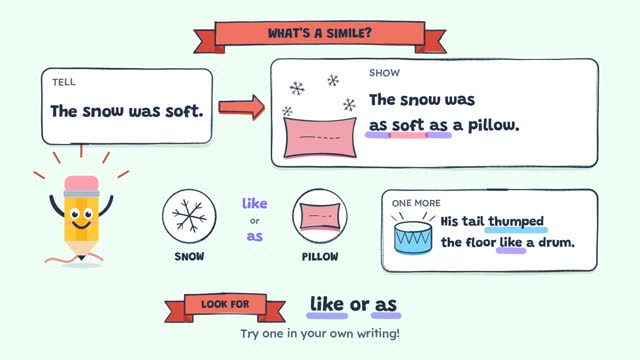 WHAT'S A SIMILE?
TELL
The snow was soft.
SHOW
The snow was
as soft as a pillow.
like
or
as
SNOW
PILLOW
ONE MORE
His tail thumped
the floor like a drum.
LOOK FOR
like or as
Try one in your own writing!